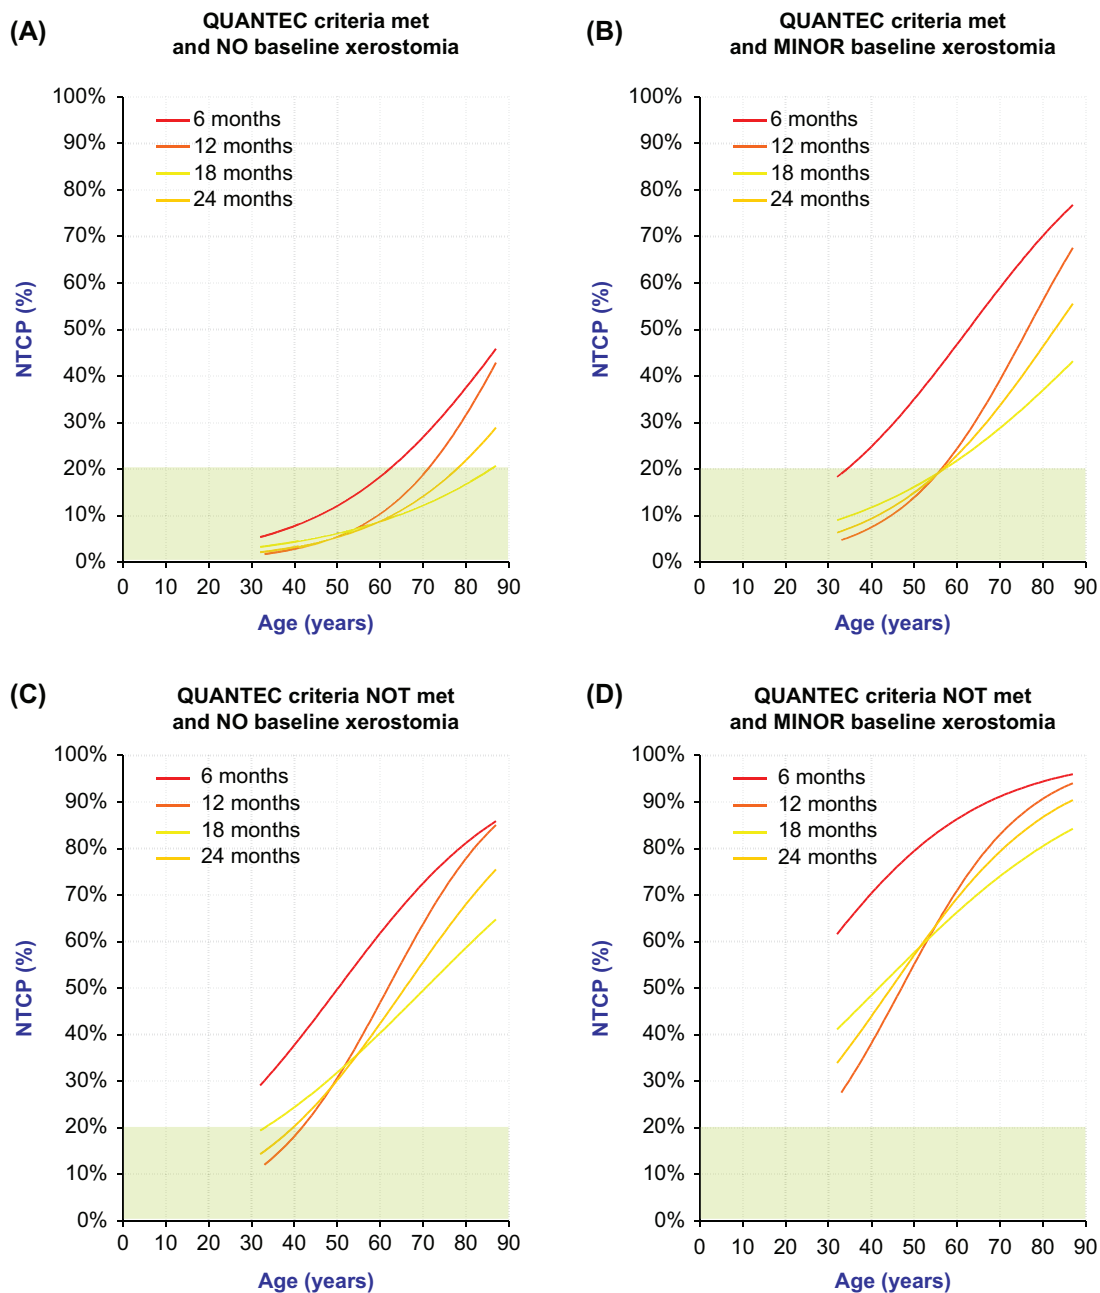 (A)
QUANTEC criteria met
and NO baseline xerostomia
100%
90%
80%
70%
60%
50%
40%
30%
20%
10%
0%
NTCP (%)
6 months
12 months
18 months
24 months
0 10 20 30 40 50 60 70 80 90
Age (years)
(B)
QUANTEC criteria met
and MINOR baseline xerostomia
100%
90%
80%
70%
60%
50%
40%
30%
20%
10%
0%
NTCP (%)
6 months
12 months
18 months
24 months
0 10 20 30 40 50 60 70 80 90
Age (years)
(C)
QUANTEC criteria NOT met
and NO baseline xerostomia
100%
90%
80%
70%
60%
50%
40%
30%
20%
10%
0%
NTCP (%)
6 months
12 months
18 months
24 months
0 10 20 30 40 50 60 70 80 90
Age (years)
(D)
QUANTEC criteria NOT met
and MINOR baseline xerostomia
100%
90%
80%
70%
60%
50%
40%
30%
20%
10%
0%
NTCP (%)
6 months
12 months
18 months
24 months
0 10 20 30 40 50 60 70 80 90
Age (years)